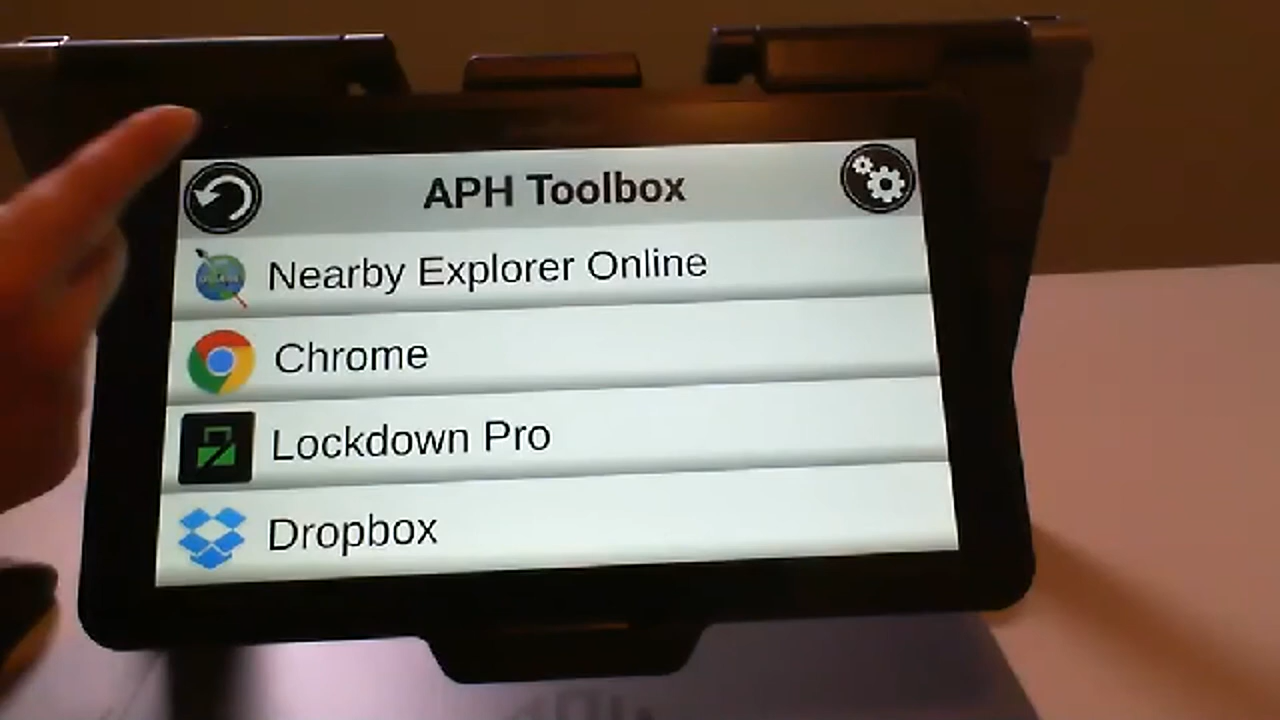 APH Toolbox
Nearby Explorer Online
Chrome
Lockdown Pro
Dropbox